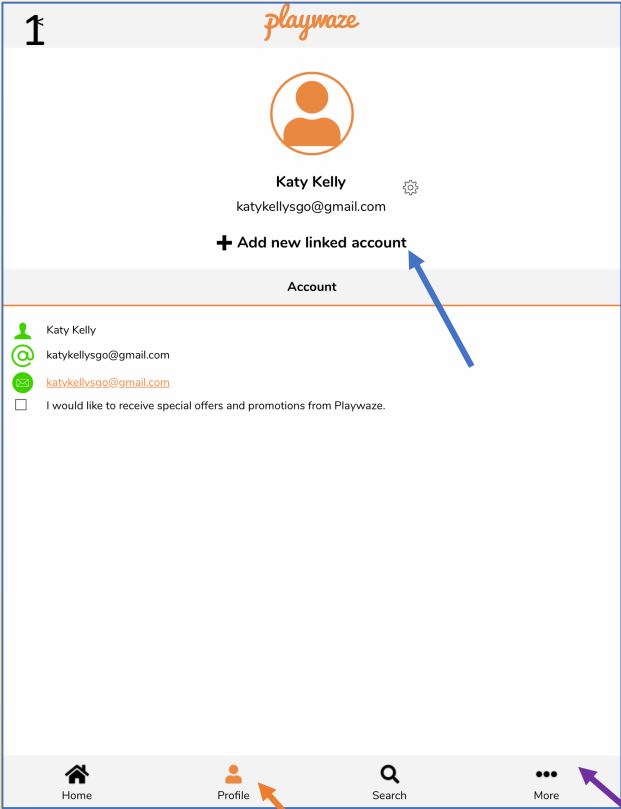 1
playwaze
Katy Kelly
katykellysgo@gmail.com
+ Add new linked account
Account
Katy Kelly
katykellysgo@gmail.com
katykellysgo@gmail.com
I would like to receive special offers and promotions from Playwaze.
Home Profile Search More